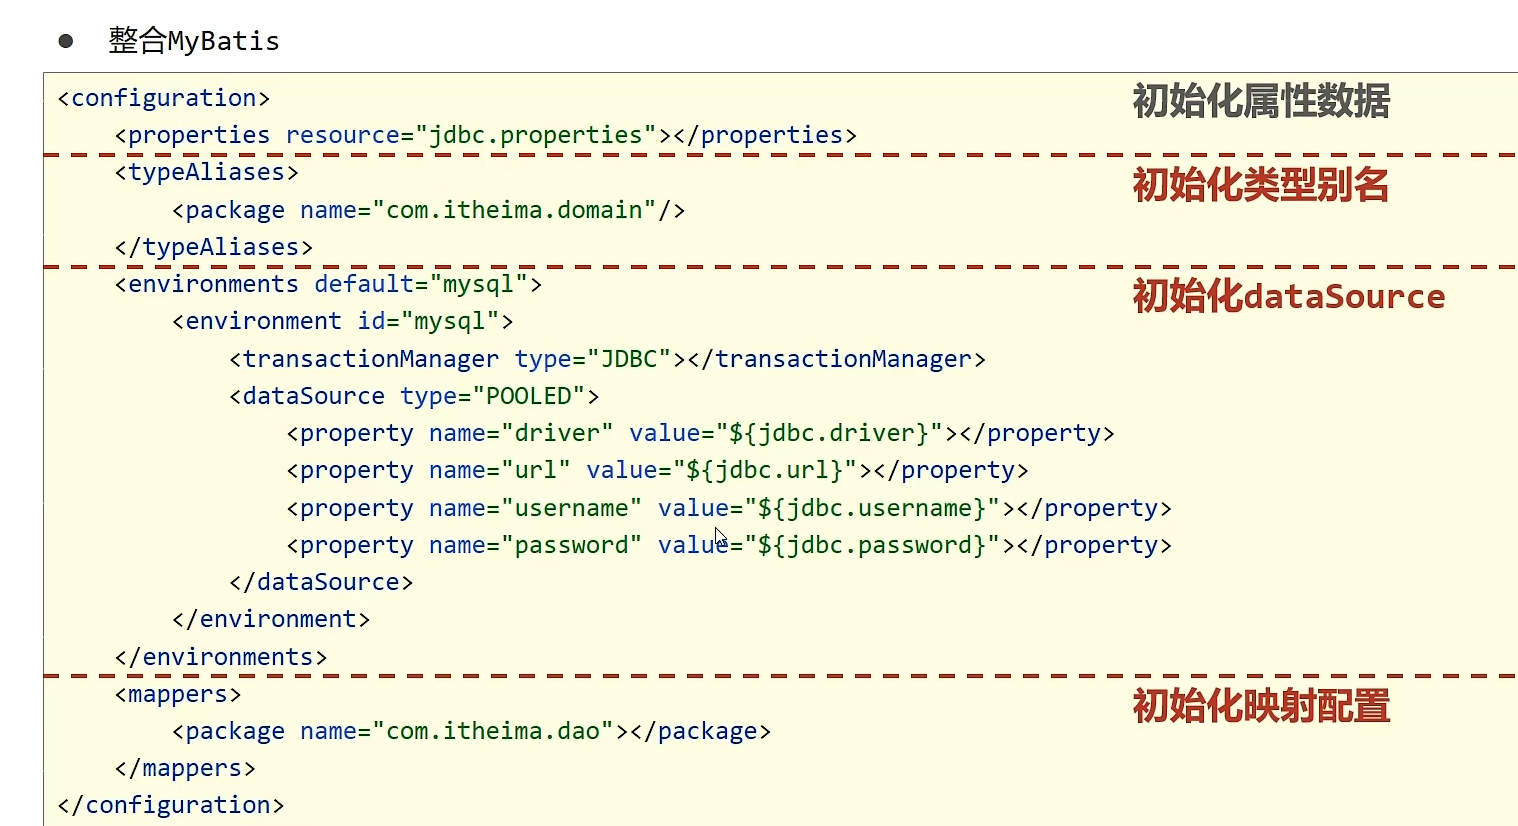 ● 整合MyBatis
<configuration>
初始化属性数据
<properties resource="jdbc.properties"></properties>
<typeAliases>
初始化类型别名
<package name="com.itheima.domain"/>
</typeAliases>
<environments default="mysql">
初始化dataSource
<environment id="mysql">
<transactionManager type="JDBC"></transactionManager>
<dataSource type="POOLED">
<property name="driver" value="${jdbc.driver}"></property>
<property name="url" value="${jdbc.url}"></property>
<property name="username" value="${jdbc.username}"></property>
<property name="password" value="${jdbc.password}"></property>
</dataSource>
</environment>
</environments>
<mappers>
初始化映射配置
<package name="com.itheima.dao"></package>
</mappers>
</configuration>